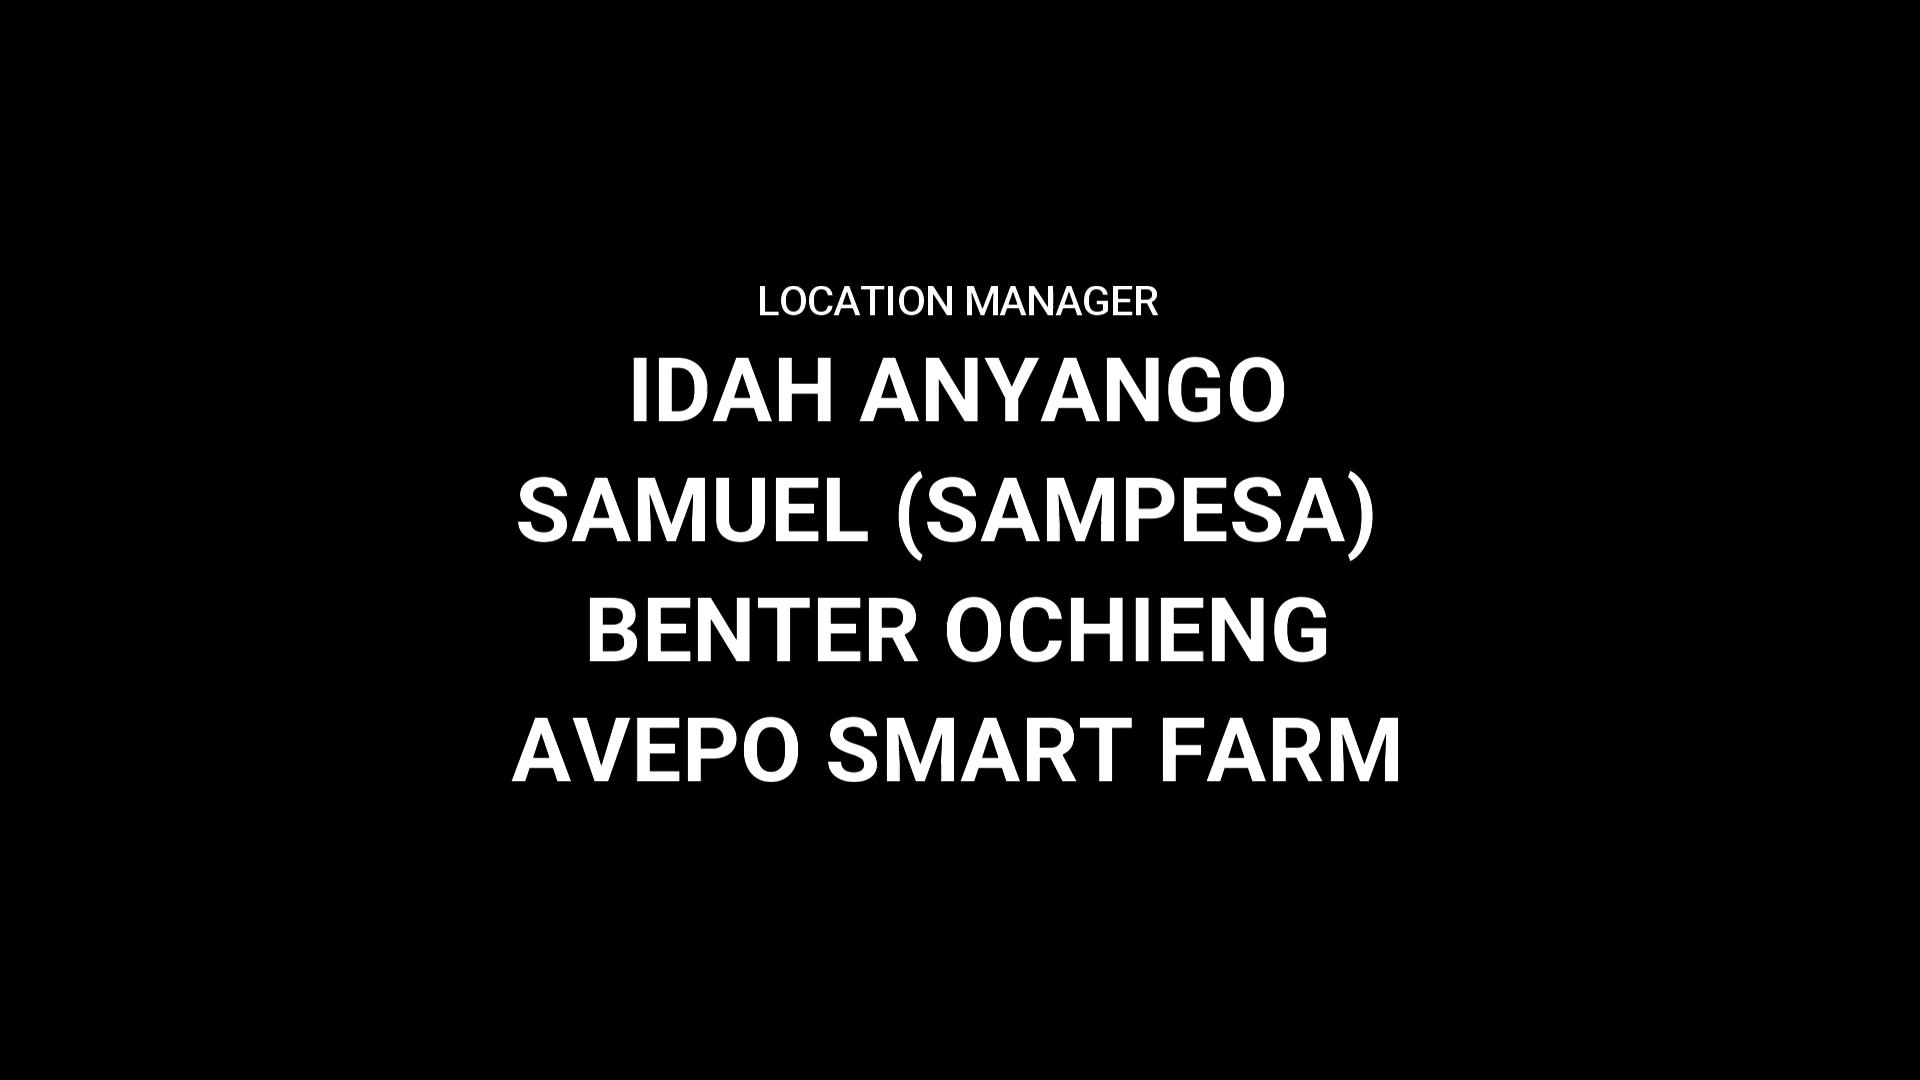 LOCATION MANAGER
IDAH ANYANGO
SAMUEL (SAMPESA)
BENTER OCHIENG
AVEPO SMART FARM